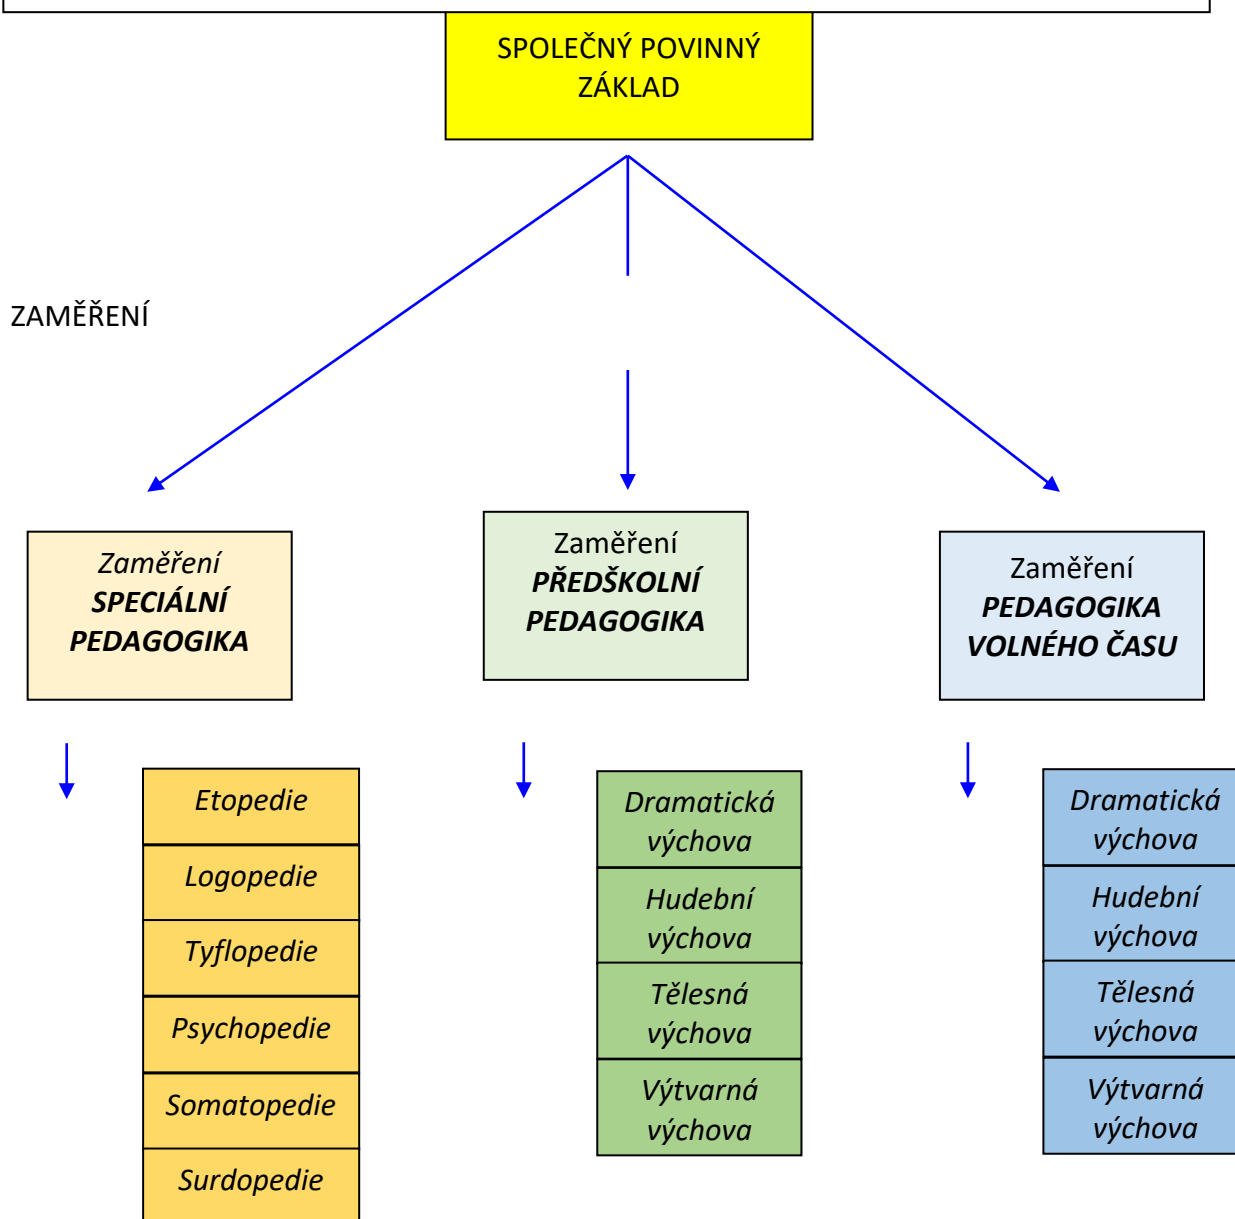 SPOLEČNÝ POVINNÝ
ZÁKLAD
ZAMĚŘENÍ
Zaměření
SPECIÁLNÍ
PEDAGOGIKA
Zaměření
PŘEDŠKOLNÍ
PEDAGOGIKA
Zaměření
PEDAGOGIKA
VOLNÉHO ČASU
Etopedie
Logopedie
Tyflopedie
Psychopedie
Somatopedie
Surdopedie
Dramatická
výchova
Hudební
výchova
Tělesná
výchova
Výtvarná
výchova
Dramatická
výchova
Hudební
výchova
Tělesná
výchova
Výtvarná
výchova